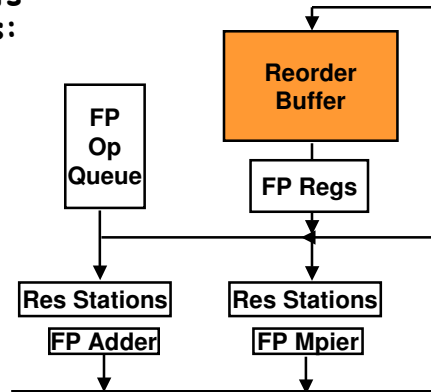 :
Reorder
Buffer
FP
Op
Queue
FP Regs
Res Stations
Res Stations
FP Adder
FP Mpier